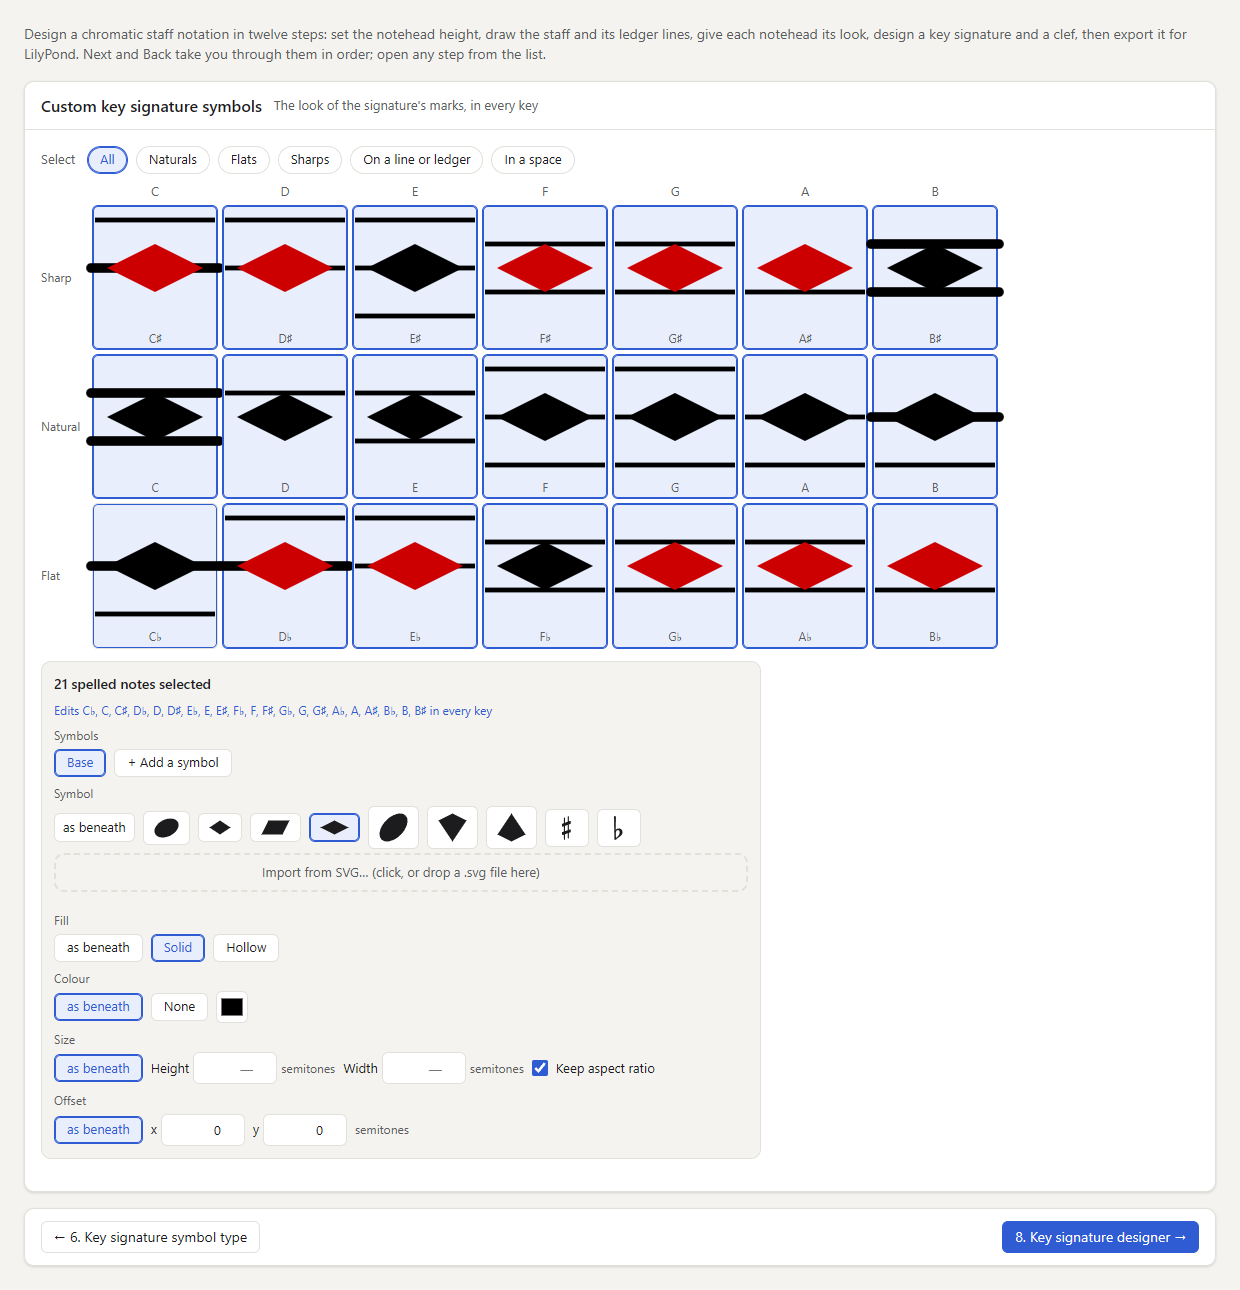 Design a chromatic staff notation in twelve steps: set the notehead height, draw the staff and its ledger lines, give each notehead its look, design a key signature and a clef, then export it for
LilyPond. Next and Back take you through them in order; open any step from the list.
Custom key signature symbols The look of the signature's marks, in every key
Select All Naturals Flats Sharps On a line or ledger In a space
C D E F G A B
Sharp
C♯ D♯ E♯ F♯ G♯ A♯ B♯
Natural
C D E F G A B
Flat
C♭ D♭ E♭ F♭ G♭ A♭ B♭
21 spelled notes selected
Edits C♭, C, C♯, D♭, D, D♯, E♭, E, E♯, F♭, F, F♯, G♭, G, G♯, A♭, A, A♯, B♭, B, B♯ in every key
Symbols
Base + Add a symbol
Symbol
as beneath ♯ ♭
Import from SVG... (click, or drop a .svg file here)
Fill
as beneath Solid Hollow
Colour
as beneath None
Size
as beneath Height — semitones Width — semitones Keep aspect ratio
Offset
as beneath x 0 y 0 semitones
← 6. Key signature symbol type
8. Key signature designer →